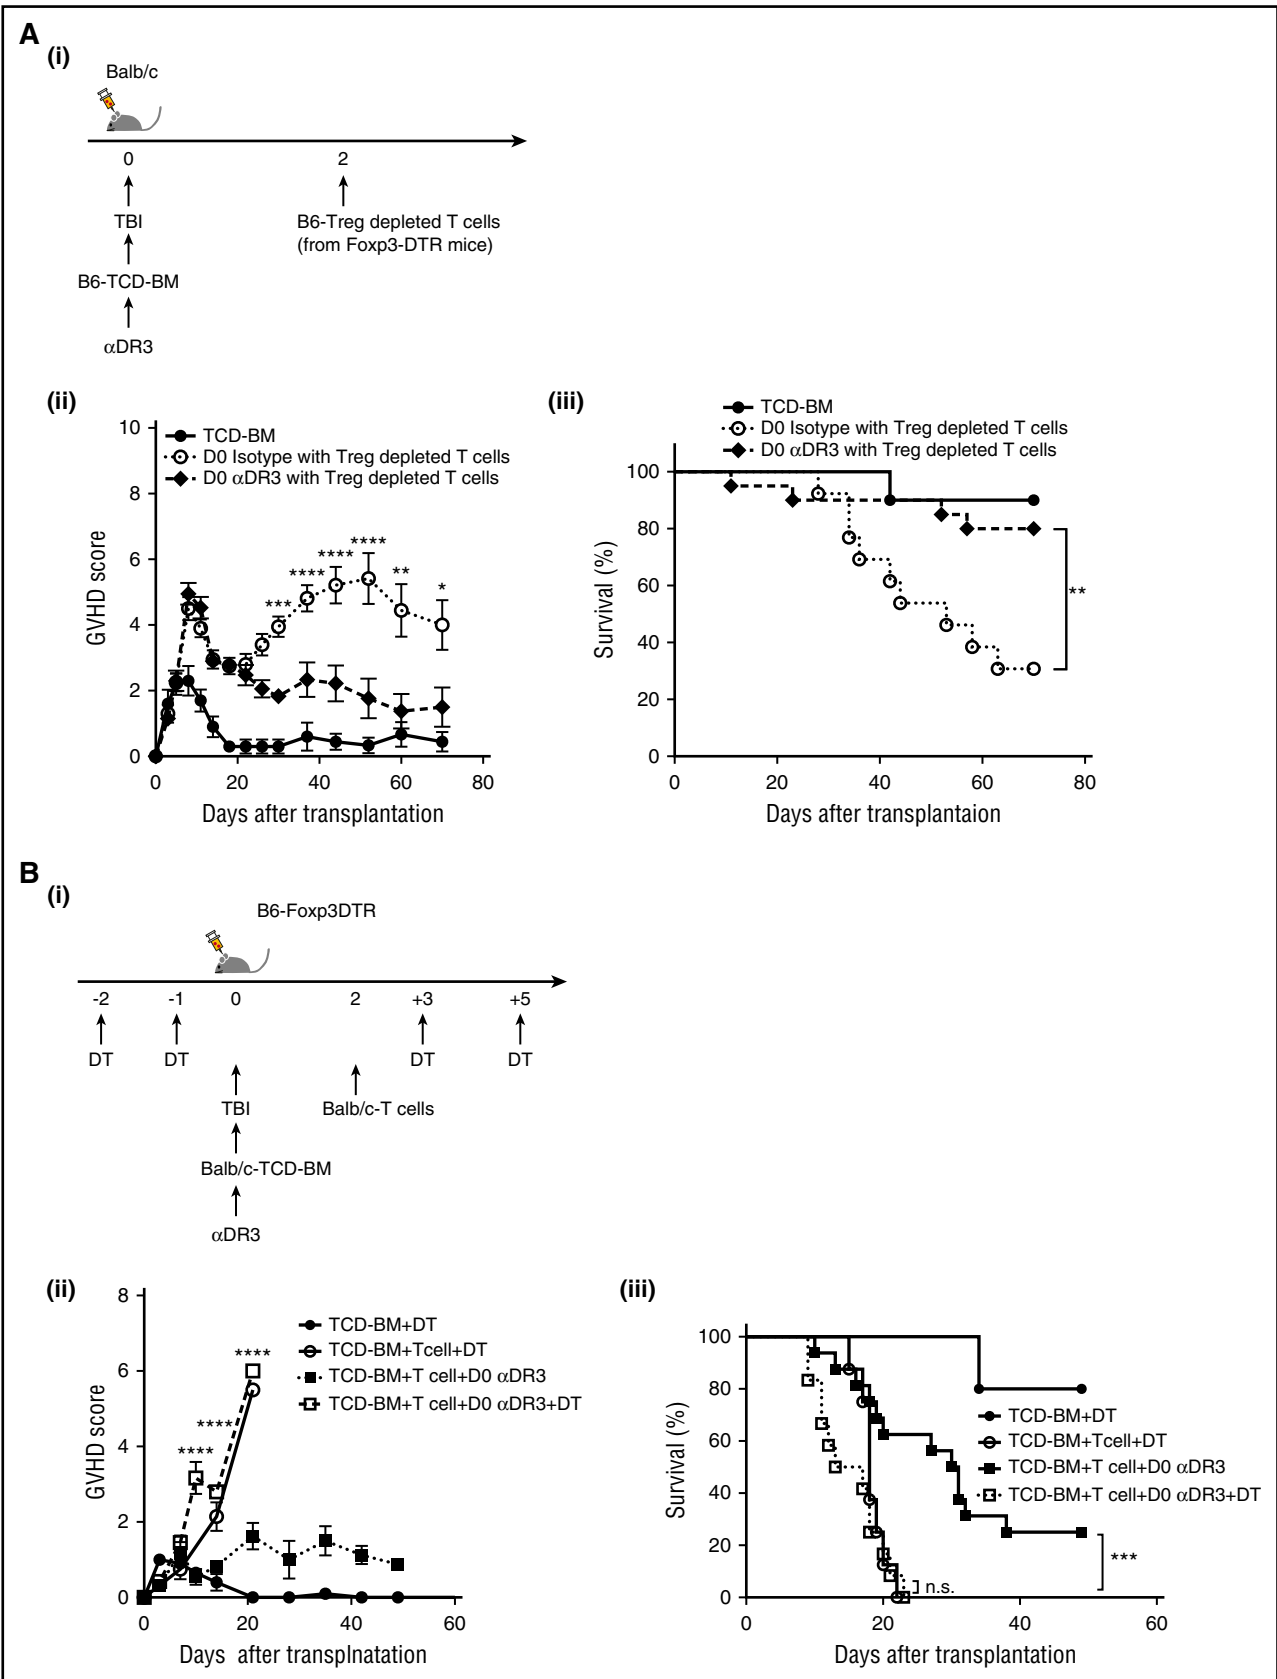 A
(i)
Balb/c
0
2
TBI
B6-Treg depleted T cells
(from Foxp3-DTR mice)
B6-TCD-BM
αDR3
(ii)
10
8
6
4
2
0
GVHD score
TCD-BM
D0 Isotype with Treg depleted T cells
D0 αDR3 with Treg depleted T cells
***
****
****
****
**
*
0 20 40 60 80
Days after transplantation
(iii)
TCD-BM
D0 Isotype with Treg depleted T cells
D0 αDR3 with Treg depleted T cells
100
80
60
40
20
0
Survival (%)
**
0 20 40 60 80
Days after transplantaion
B
(i)
B6-Foxp3DTR
-2 -1 0 2 +3 +5
DT DT DT DT
TBI
Balb/c-T cells
Balb/c-TCD-BM
αDR3
(ii)
8
6
4
2
0
GVHD score
TCD-BM+DT
TCD-BM+Tcell+DT
TCD-BM+T cell+D0 αDR3
TCD-BM+T cell+D0 αDR3+DT
****
****
****
0 20 40 60
Days after transplnatation
(iii)
100
80
60
40
20
0
Survival (%)
TCD-BM+DT
TCD-BM+Tcell+DT
TCD-BM+T cell+D0 αDR3
TCD-BM+T cell+D0 αDR3+DT
***
n.s.
0 20 40 60
Days after transplantation